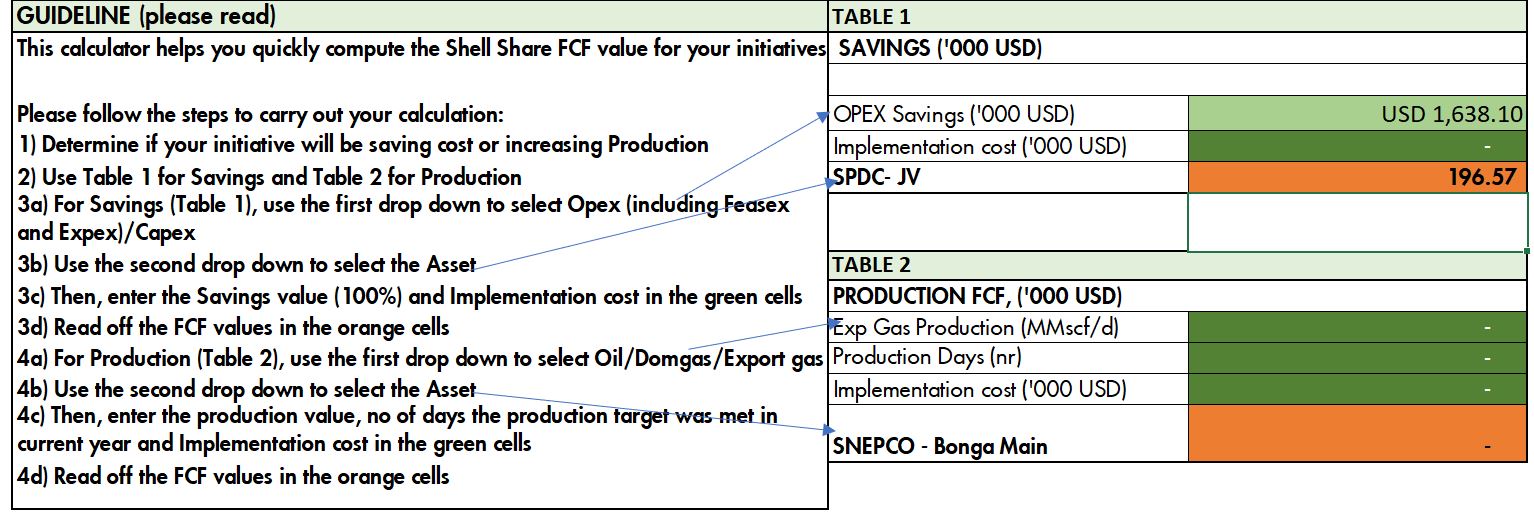 GUIDELINE (please read)
This calculator helps you quickly compute the Shell Share FCF value for your initiatives
Please follow the steps to carry out your calculation:
1) Determine if your initiative will be saving cost or increasing Production
2) Use Table 1 for Savings and Table 2 for Production
3a) For Savings (Table 1), use the first drop down to select Opex (including Feasex
and Expex)/Capex
3b) Use the second drop down to select the Asset
3c) Then, enter the Savings value (100%) and Implementation cost in the green cells
3d) Read off the FCF values in the orange cells
4a) For Production (Table 2), use the first drop down to select Oil/Domgas/Export gas
4b) Use the second drop down to select the Asset
4c) Then, enter the production value, no of days the production target was met in
current year and Implementation cost in the green cells
4d) Read off the FCF values in the orange cells
TABLE 1
SAVINGS ('000 USD)
OPEX Savings ('000 USD) USD 1,638.10
Implementation cost ('000 USD) -
SPDC- JV 196.57
TABLE 2
PRODUCTION FCF, ('000 USD)
Exp Gas Production (MMscf/d) -
Production Days (nr) -
Implementation cost ('000 USD) -
SNEPCO - Bonga Main -